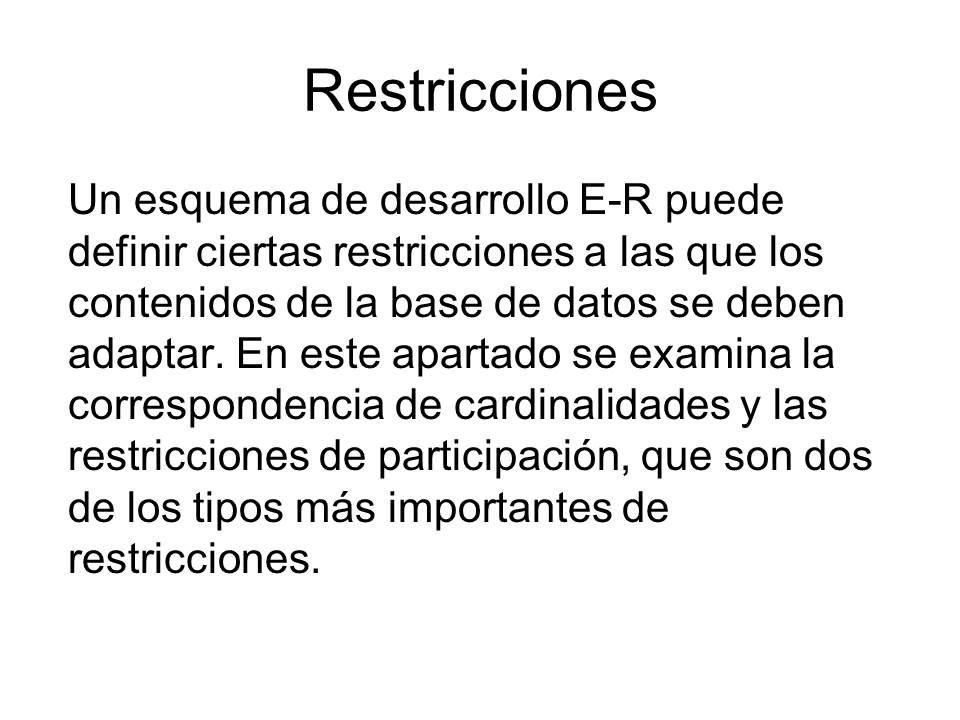 Restricciones
Un esquema de desarrollo E-R puede
definir ciertas restricciones a las que los
contenidos de la base de datos se deben
adaptar. En este apartado se examina la
correspondencia de cardinalidades y las
restricciones de participación, que son dos
de los tipos más importantes de
restricciones.